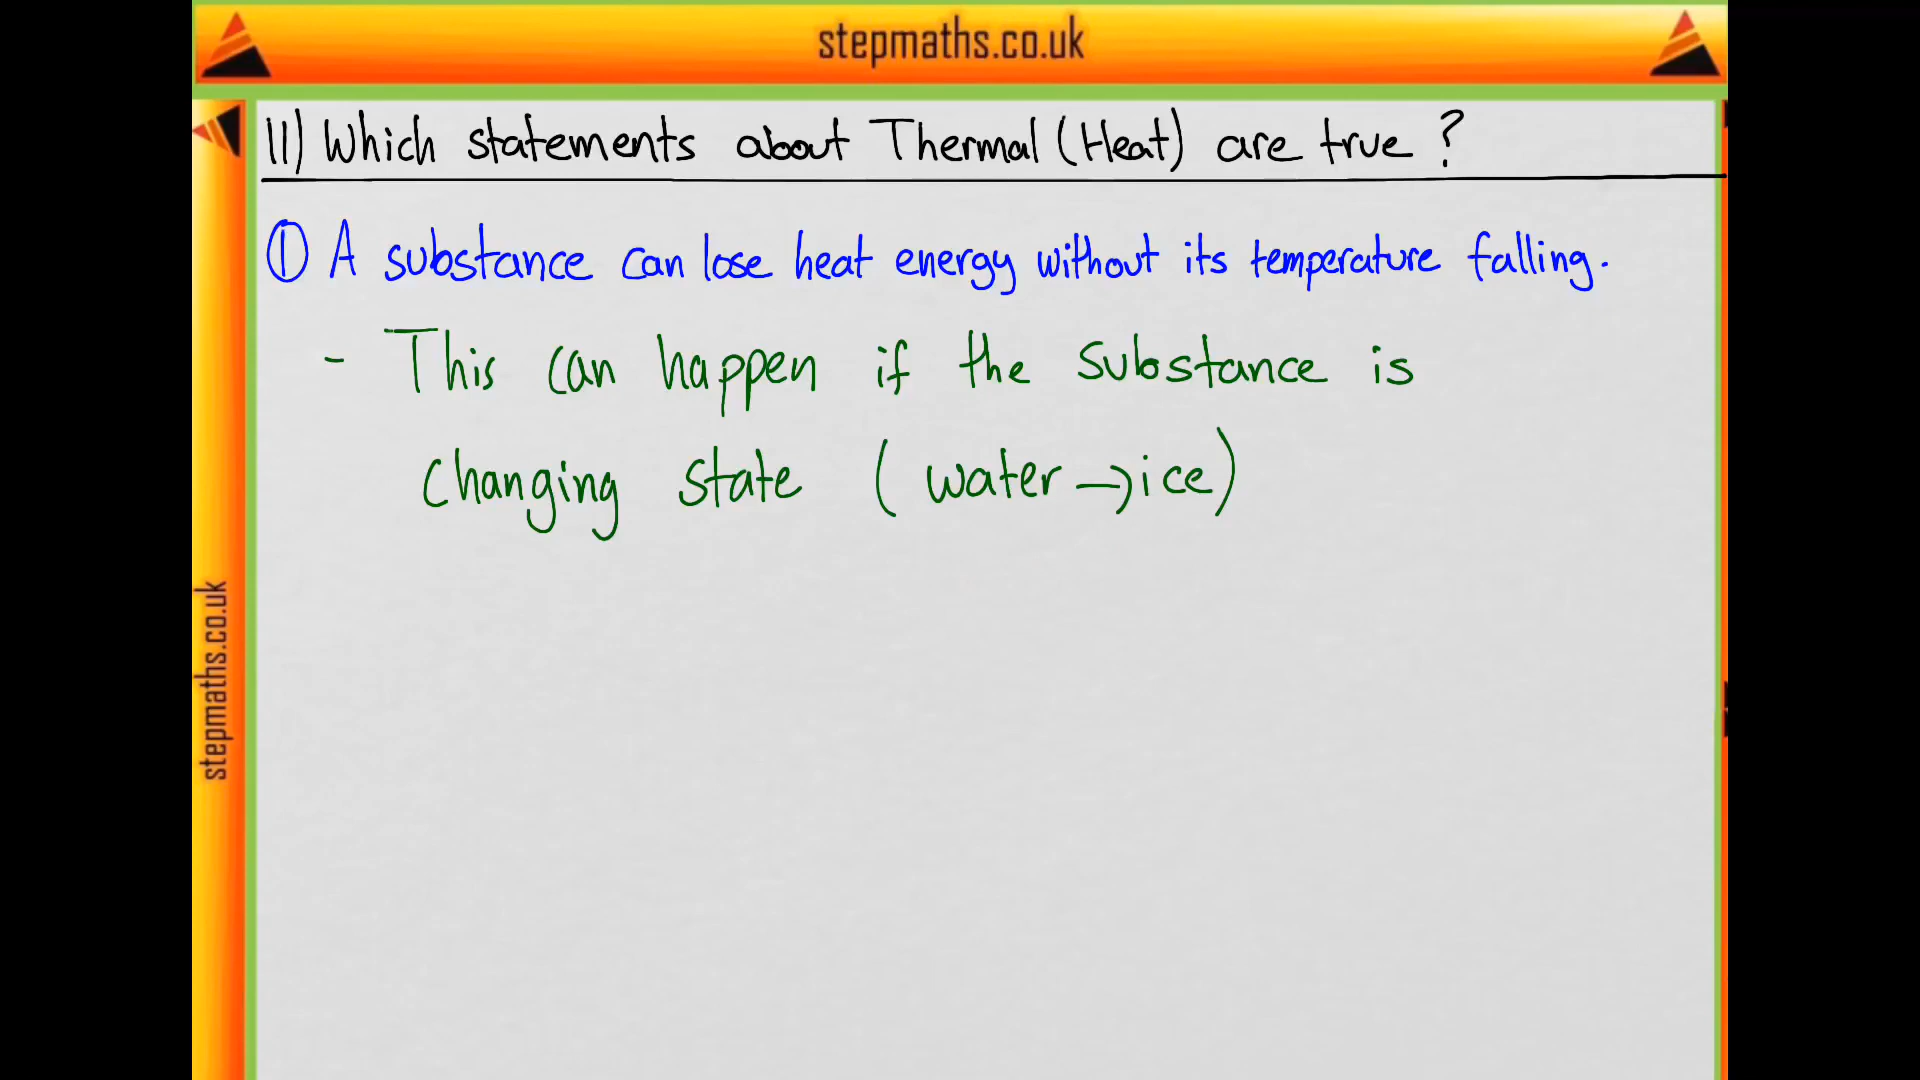 stepmaths.co.uk
11) Which statements about Thermal (Heat) are true?
① A substance can lose heat energy without its temperature falling.
- This can happen if the substance is
changing state (water → ice)
stepmaths.co.uk